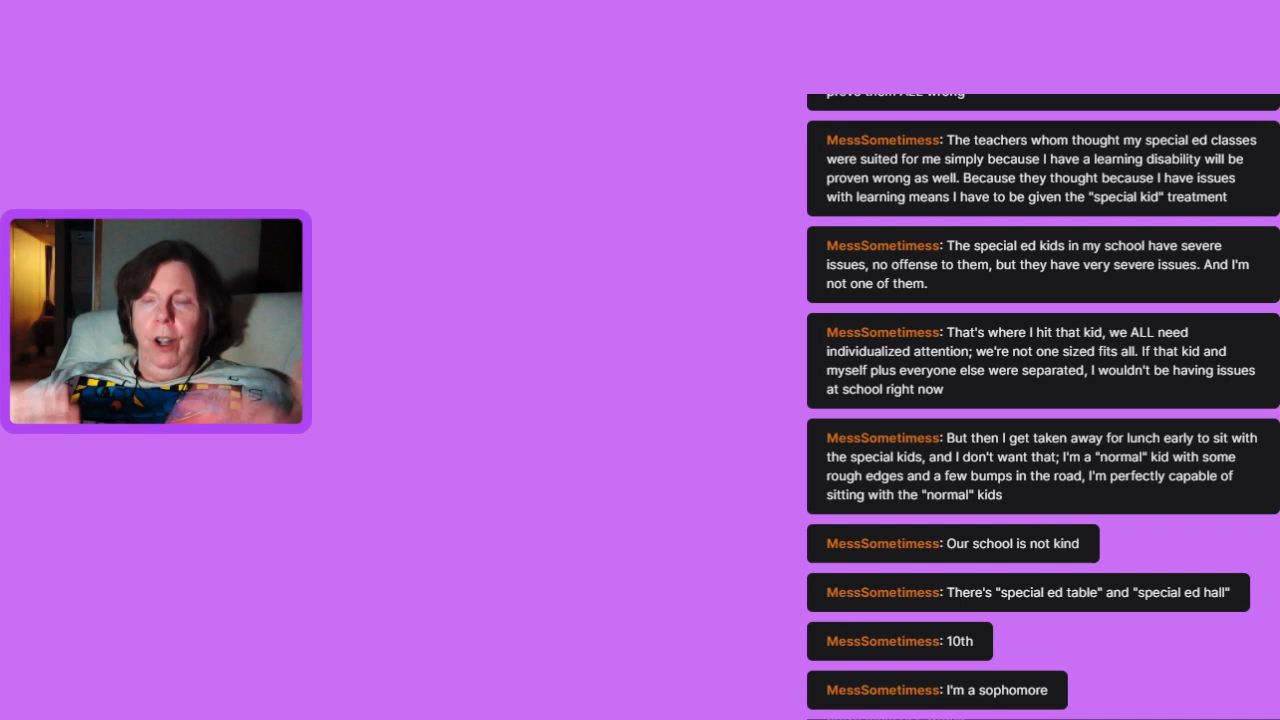 prove them ALL wrong
MessSometimess: The teachers whom thought my special ed classes
were suited for me simply because I have a learning disability will be
proven wrong as well. Because they thought because I have issues
with learning means I have to be given the "special kid" treatment
MessSometimess: The special ed kids in my school have severe
issues, no offense to them, but they have very severe issues. And I'm
not one of them.
MessSometimess: That's where I hit that kid, we ALL need
individualized attention; we're not one sized fits all. If that kid and
myself plus everyone else were separated, I wouldn't be having issues
at school right now
MessSometimess: But then I get taken away for lunch early to sit with
the special kids, and I don't want that; I'm a "normal" kid with some
rough edges and a few bumps in the road, I'm perfectly capable of
sitting with the "normal" kids
MessSometimess: Our school is not kind
MessSometimess: There's "special ed table" and "special ed hall"
MessSometimess: 10th
MessSometimess: I'm a sophomore